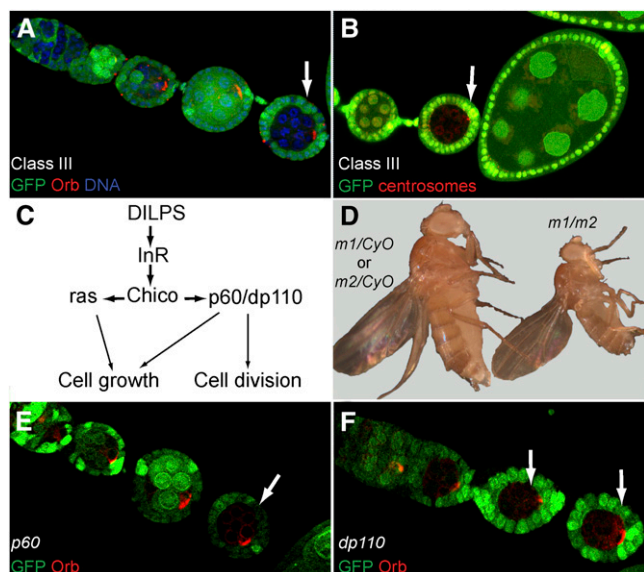 A
Class III
GFP Orb DNA
B
Class III
GFP centrosomes
C
DILPS
InR
ras Chico p60/dp110
Cell growth Cell division
D
m1/CyO
or
m2/CyO
m1/m2
E
p60
GFP Orb
F
dp110
GFP Orb